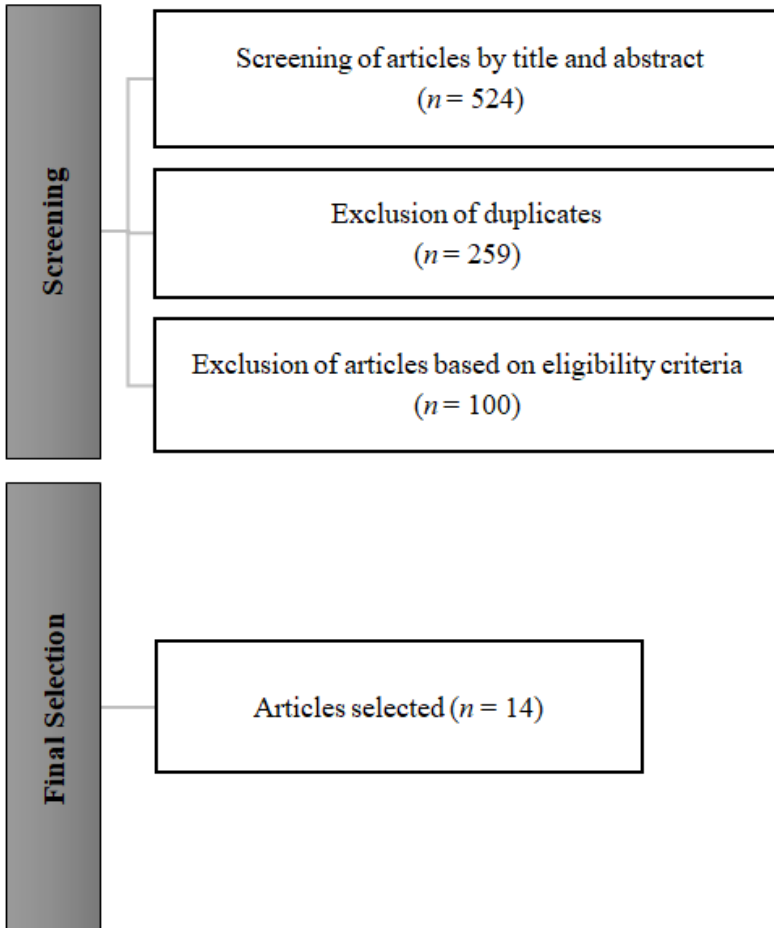 Screening
Screening of articles by title and abstract
(n = 524)
Exclusion of duplicates
(n = 259)
Exclusion of articles based on eligibility criteria
(n = 100)
Final Selection
Articles selected (n = 14)